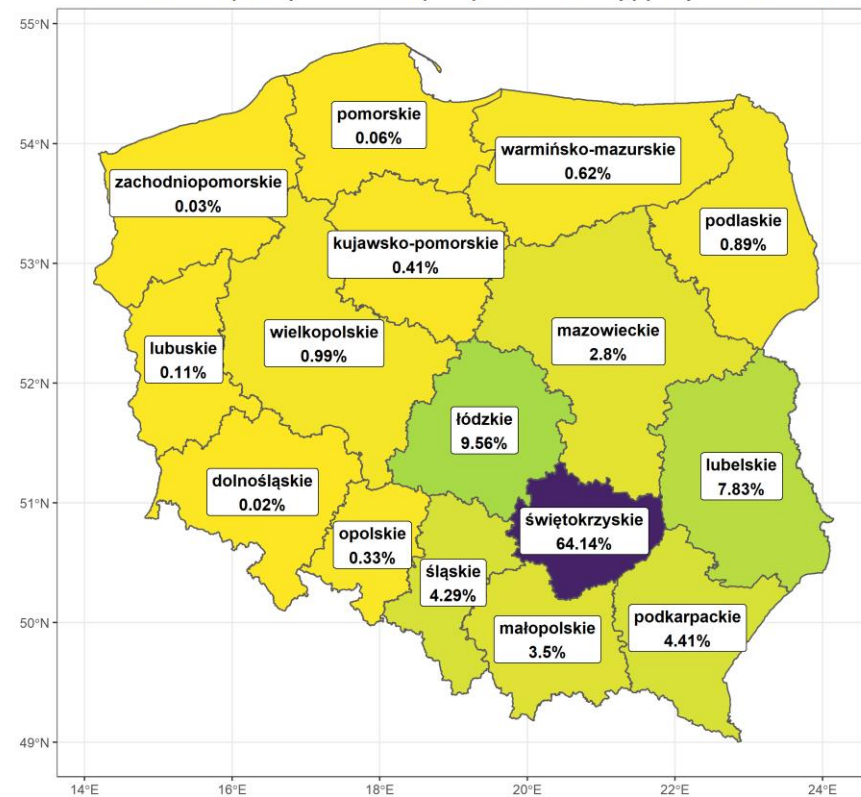 55°N
pomorskie
0.06%
54°N
warmińsko-mazurskie
0.62%
zachodniopomorskie
0.03%
podlaskie
0.89%
kujawsko-pomorskie
0.41%
53°N
wielkopolskie
0.99%
mazowieckie
2.8%
lubuskie
0.11%
52°N
łódzkie
9.56%
lubelskie
7.83%
dolnośląskie
0.02%
51°N
świętokrzyskie
64.14%
opolskie
0.33%
śląskie
4.29%
50°N
małopolskie
3.5%
podkarpackie
4.41%
49°N
14°E
16°E
18°E
20°E
22°E
24°E